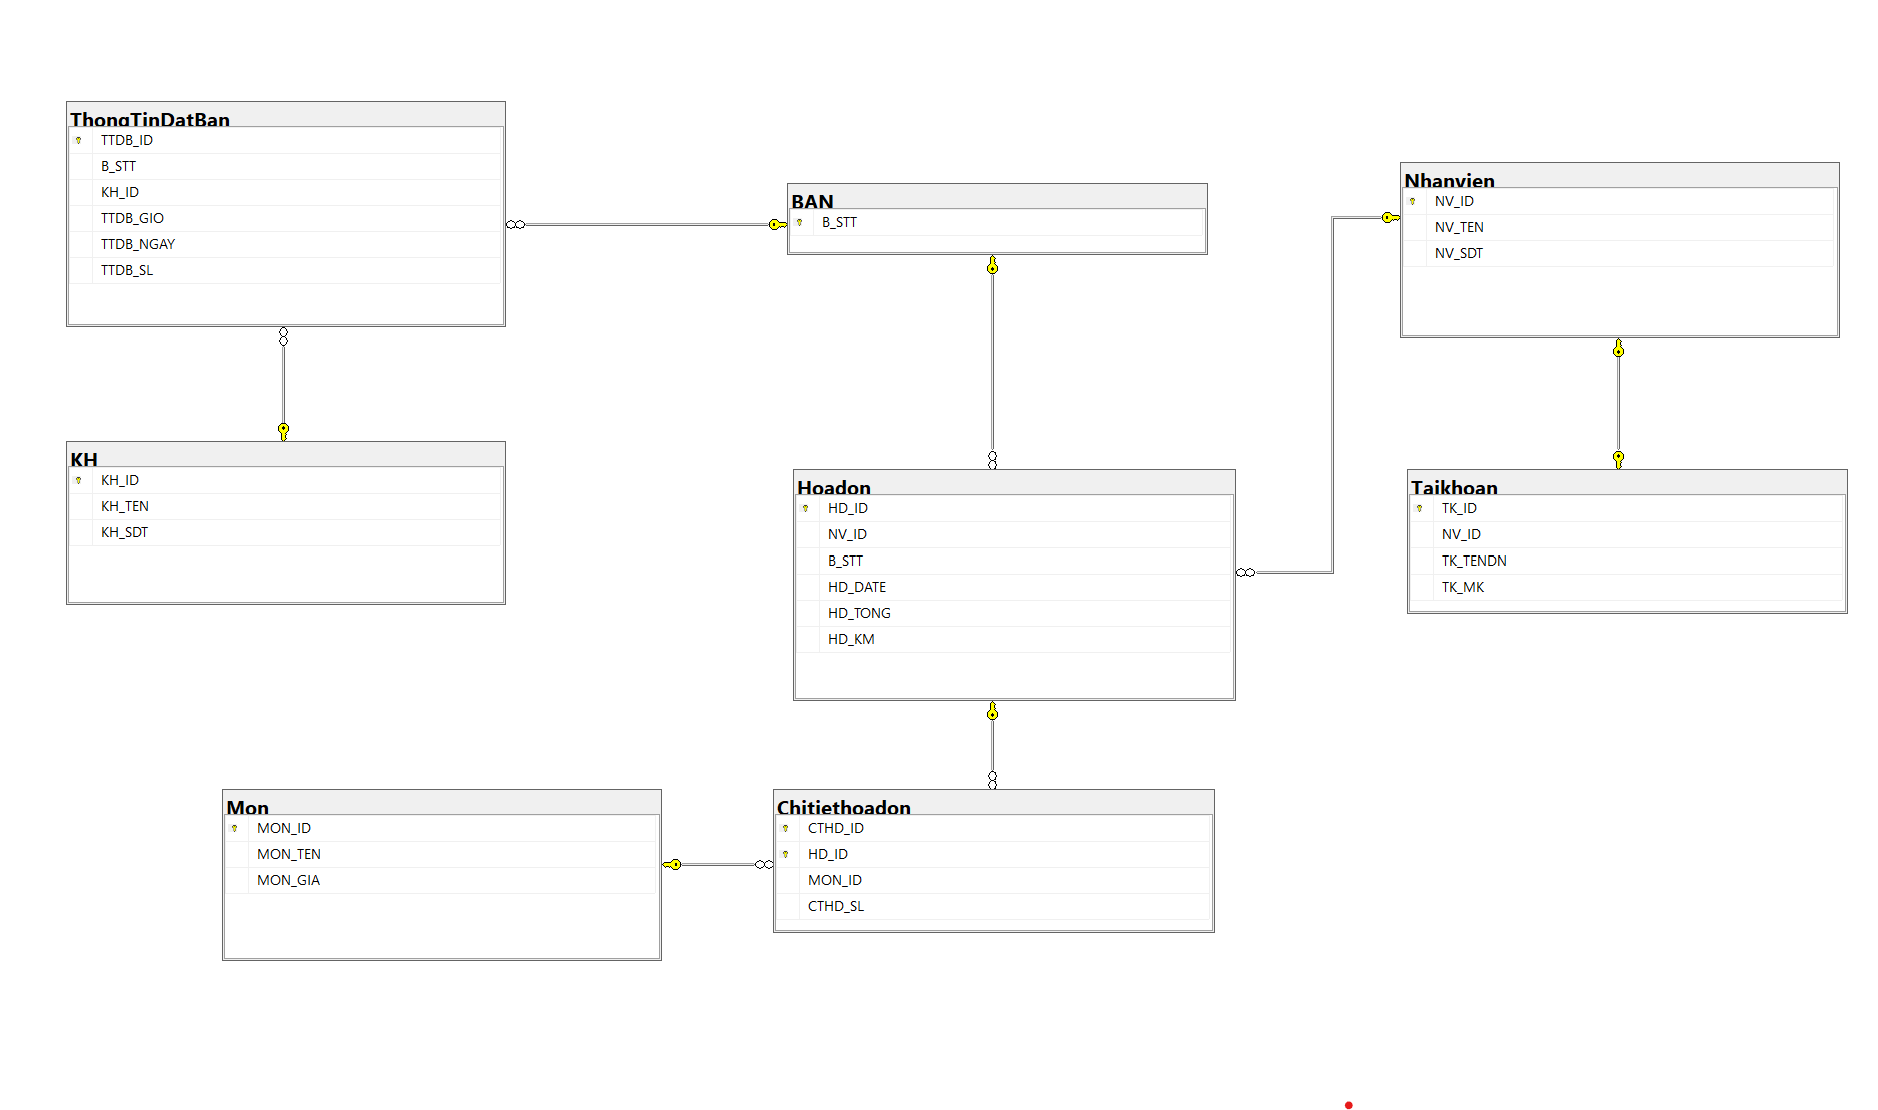 ThongTinDatBan
TTDB_ID
B_STT
KH_ID
TTDB_GIO
TTDB_NGAY
TTDB_SL
BAN
B_STT
Nhanvien
NV_ID
NV_TEN
NV_SDT
KH
KH_ID
KH_TEN
KH_SDT
Hoadon
HD_ID
NV_ID
B_STT
HD_DATE
HD_TONG
HD_KM
Taikhoan
TK_ID
NV_ID
TK_TENDN
TK_MK
Mon
MON_ID
MON_TEN
MON_GIA
Chitiethoadon
CTHD_ID
HD_ID
MON_ID
CTHD_SL